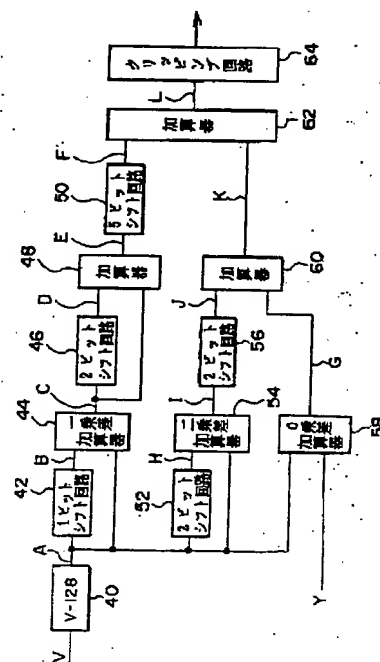 V
V-128
40
A
42
1ビット
シフト回路
B
44
一乗差
加算器
C
46
2ビット
シフト回路
D
48
加算器
E
50
5ビット
シフト回路
F
52
2ビット
シフト回路
H
54
二乗差
加算器
I
56
2ビット
シフト回路
J
Y
58
0乗差
加算器
G
60
加算器
K
62
加算器
L
64
クリッピング回路